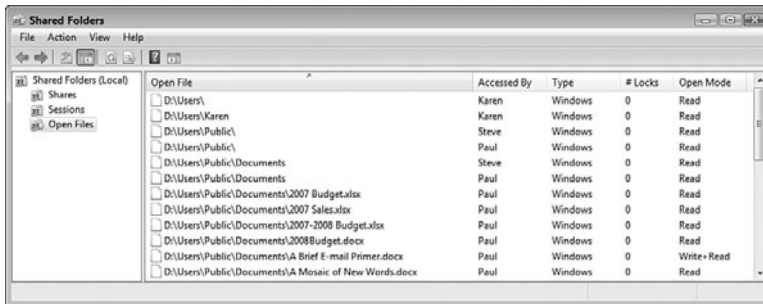 Shared Folders
File Action View Help
Shared Folders (Local)
Shares
Sessions
Open Files
Open File Accessed By Type # Locks Open Mode
D:\Users\ Karen Windows 0 Read
D:\Users\Karen Karen Windows 0 Read
D:\Users\Public\ Steve Windows 0 Read
D:\Users\Public\ Paul Windows 0 Read
D:\Users\Public\Documents Steve Windows 0 Read
D:\Users\Public\Documents Paul Windows 0 Read
D:\Users\Public\Documents\2007 Budget.xlsx Paul Windows 0 Read
D:\Users\Public\Documents\2007 Sales.xlsx Paul Windows 0 Read
D:\Users\Public\Documents\2007-2008 Budget.xlsx Paul Windows 0 Read
D:\Users\Public\Documents\2008Budget.docx Paul Windows 0 Read
D:\Users\Public\Documents\A Brief E-mail Primer.docx Paul Windows 0 Write+Read
D:\Users\Public\Documents\A Mosaic of New Words.docx Paul Windows 0 Read